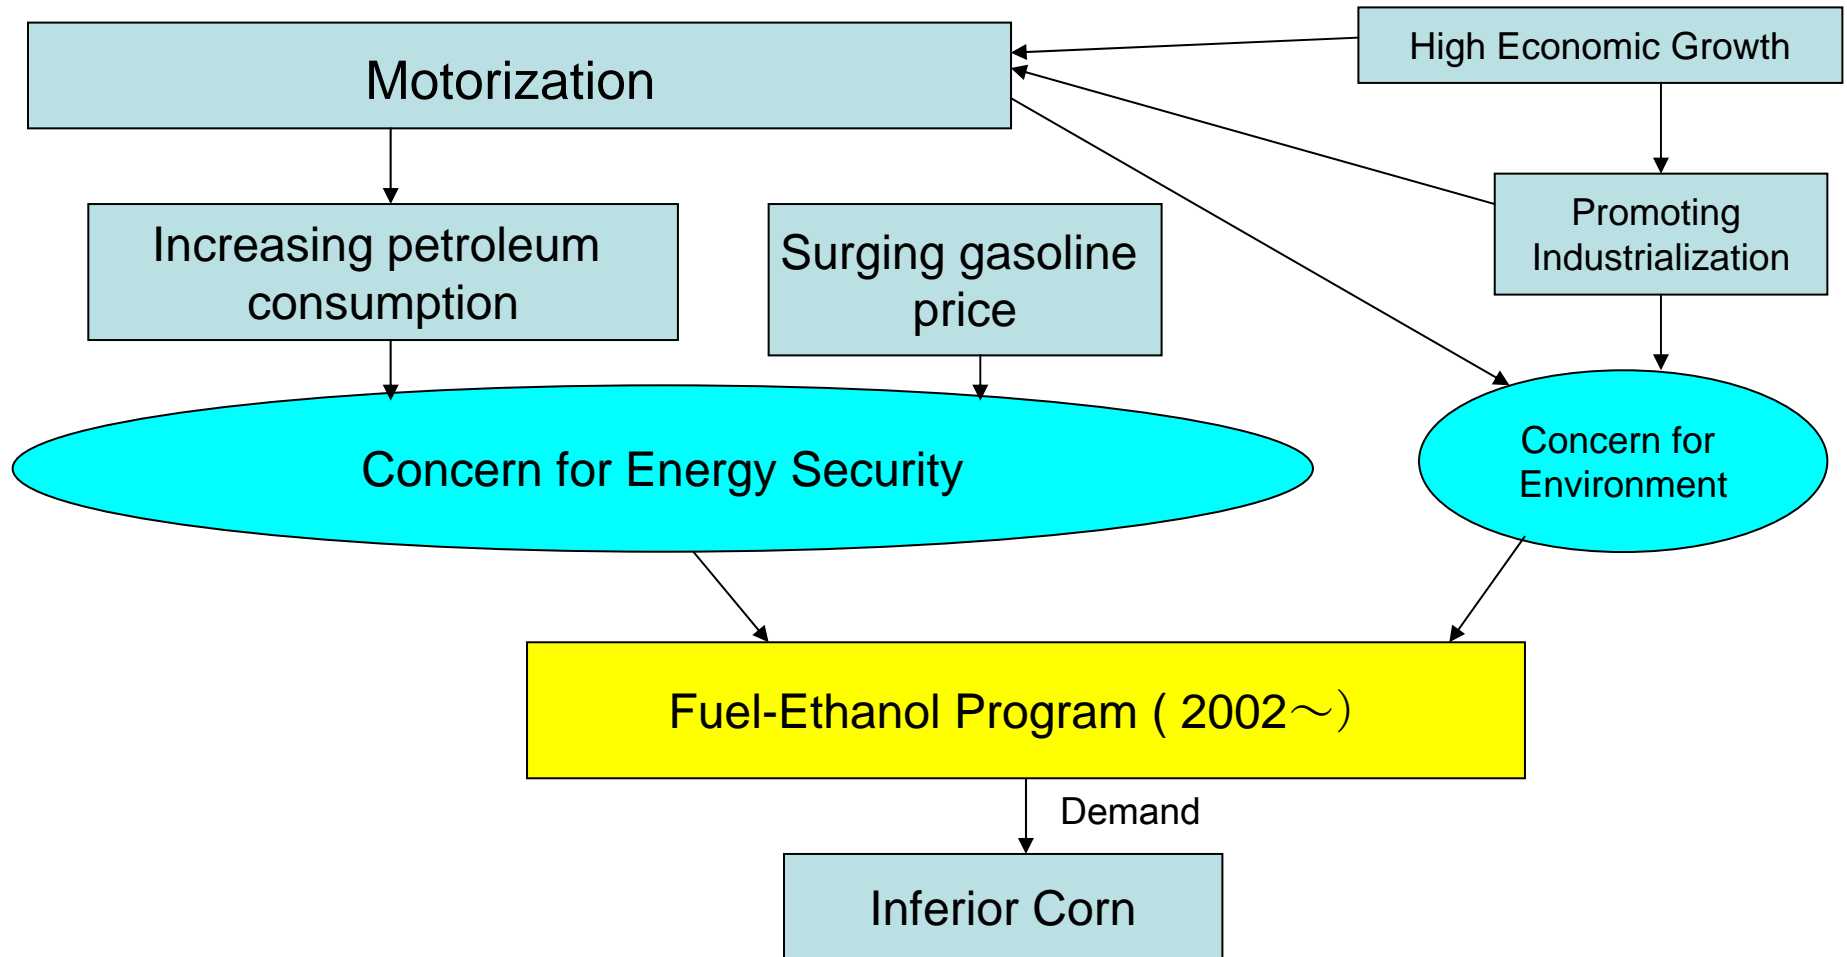 Motorization
High Economic Growth
Increasing petroleum
consumption
Surging gasoline
price
Promoting
Industrialization
Concern for Energy Security
Concern for
Environment
Fuel-Ethanol Program ( 2002～）
Demand
Inferior Corn